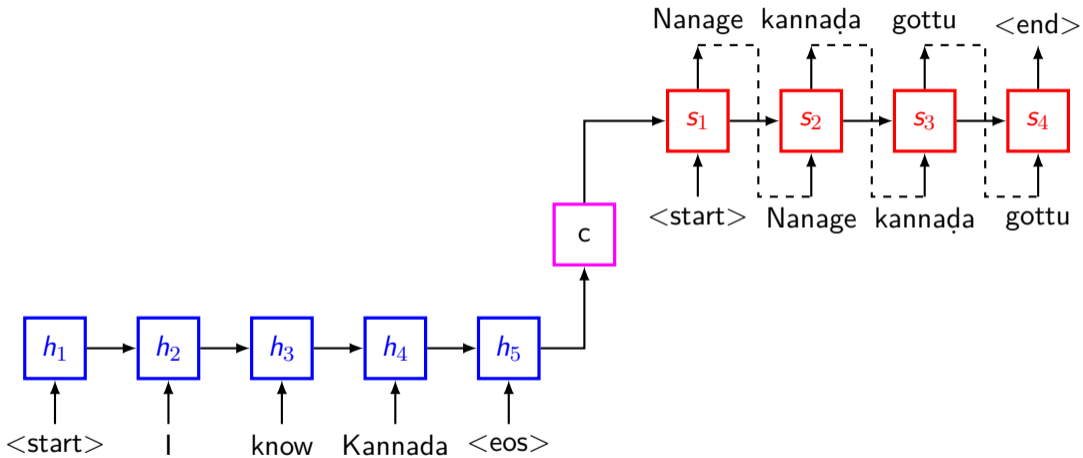 Nanage kannaḍa gottu <end>
s1 s2 s3 s4
<start> Nanage kannaḍa gottu
c
h1 h2 h3 h4 h5
<start> I know Kannada <eos>